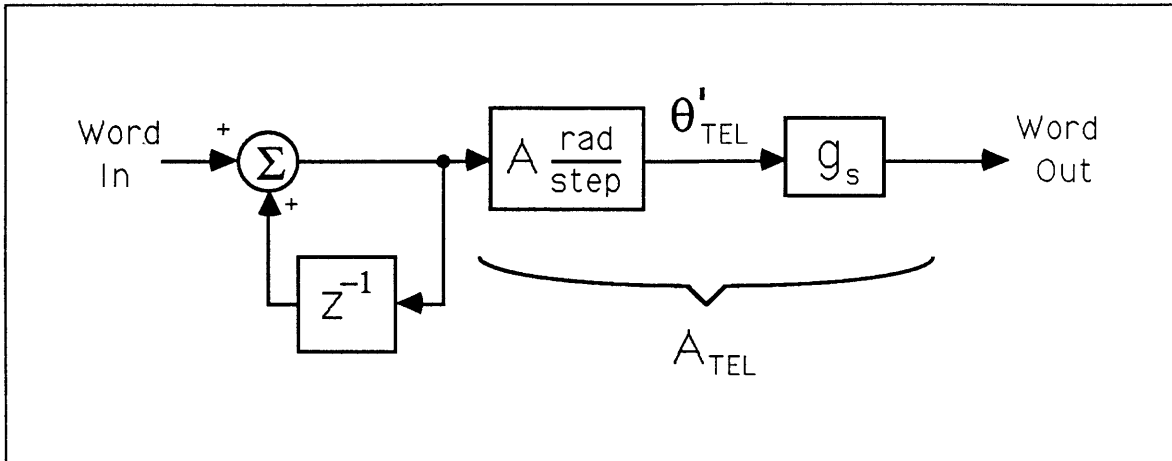 Word
In
+
Σ
+
Z⁻¹
A rad/step
θ'TEL
gs
Word
Out
ATEL